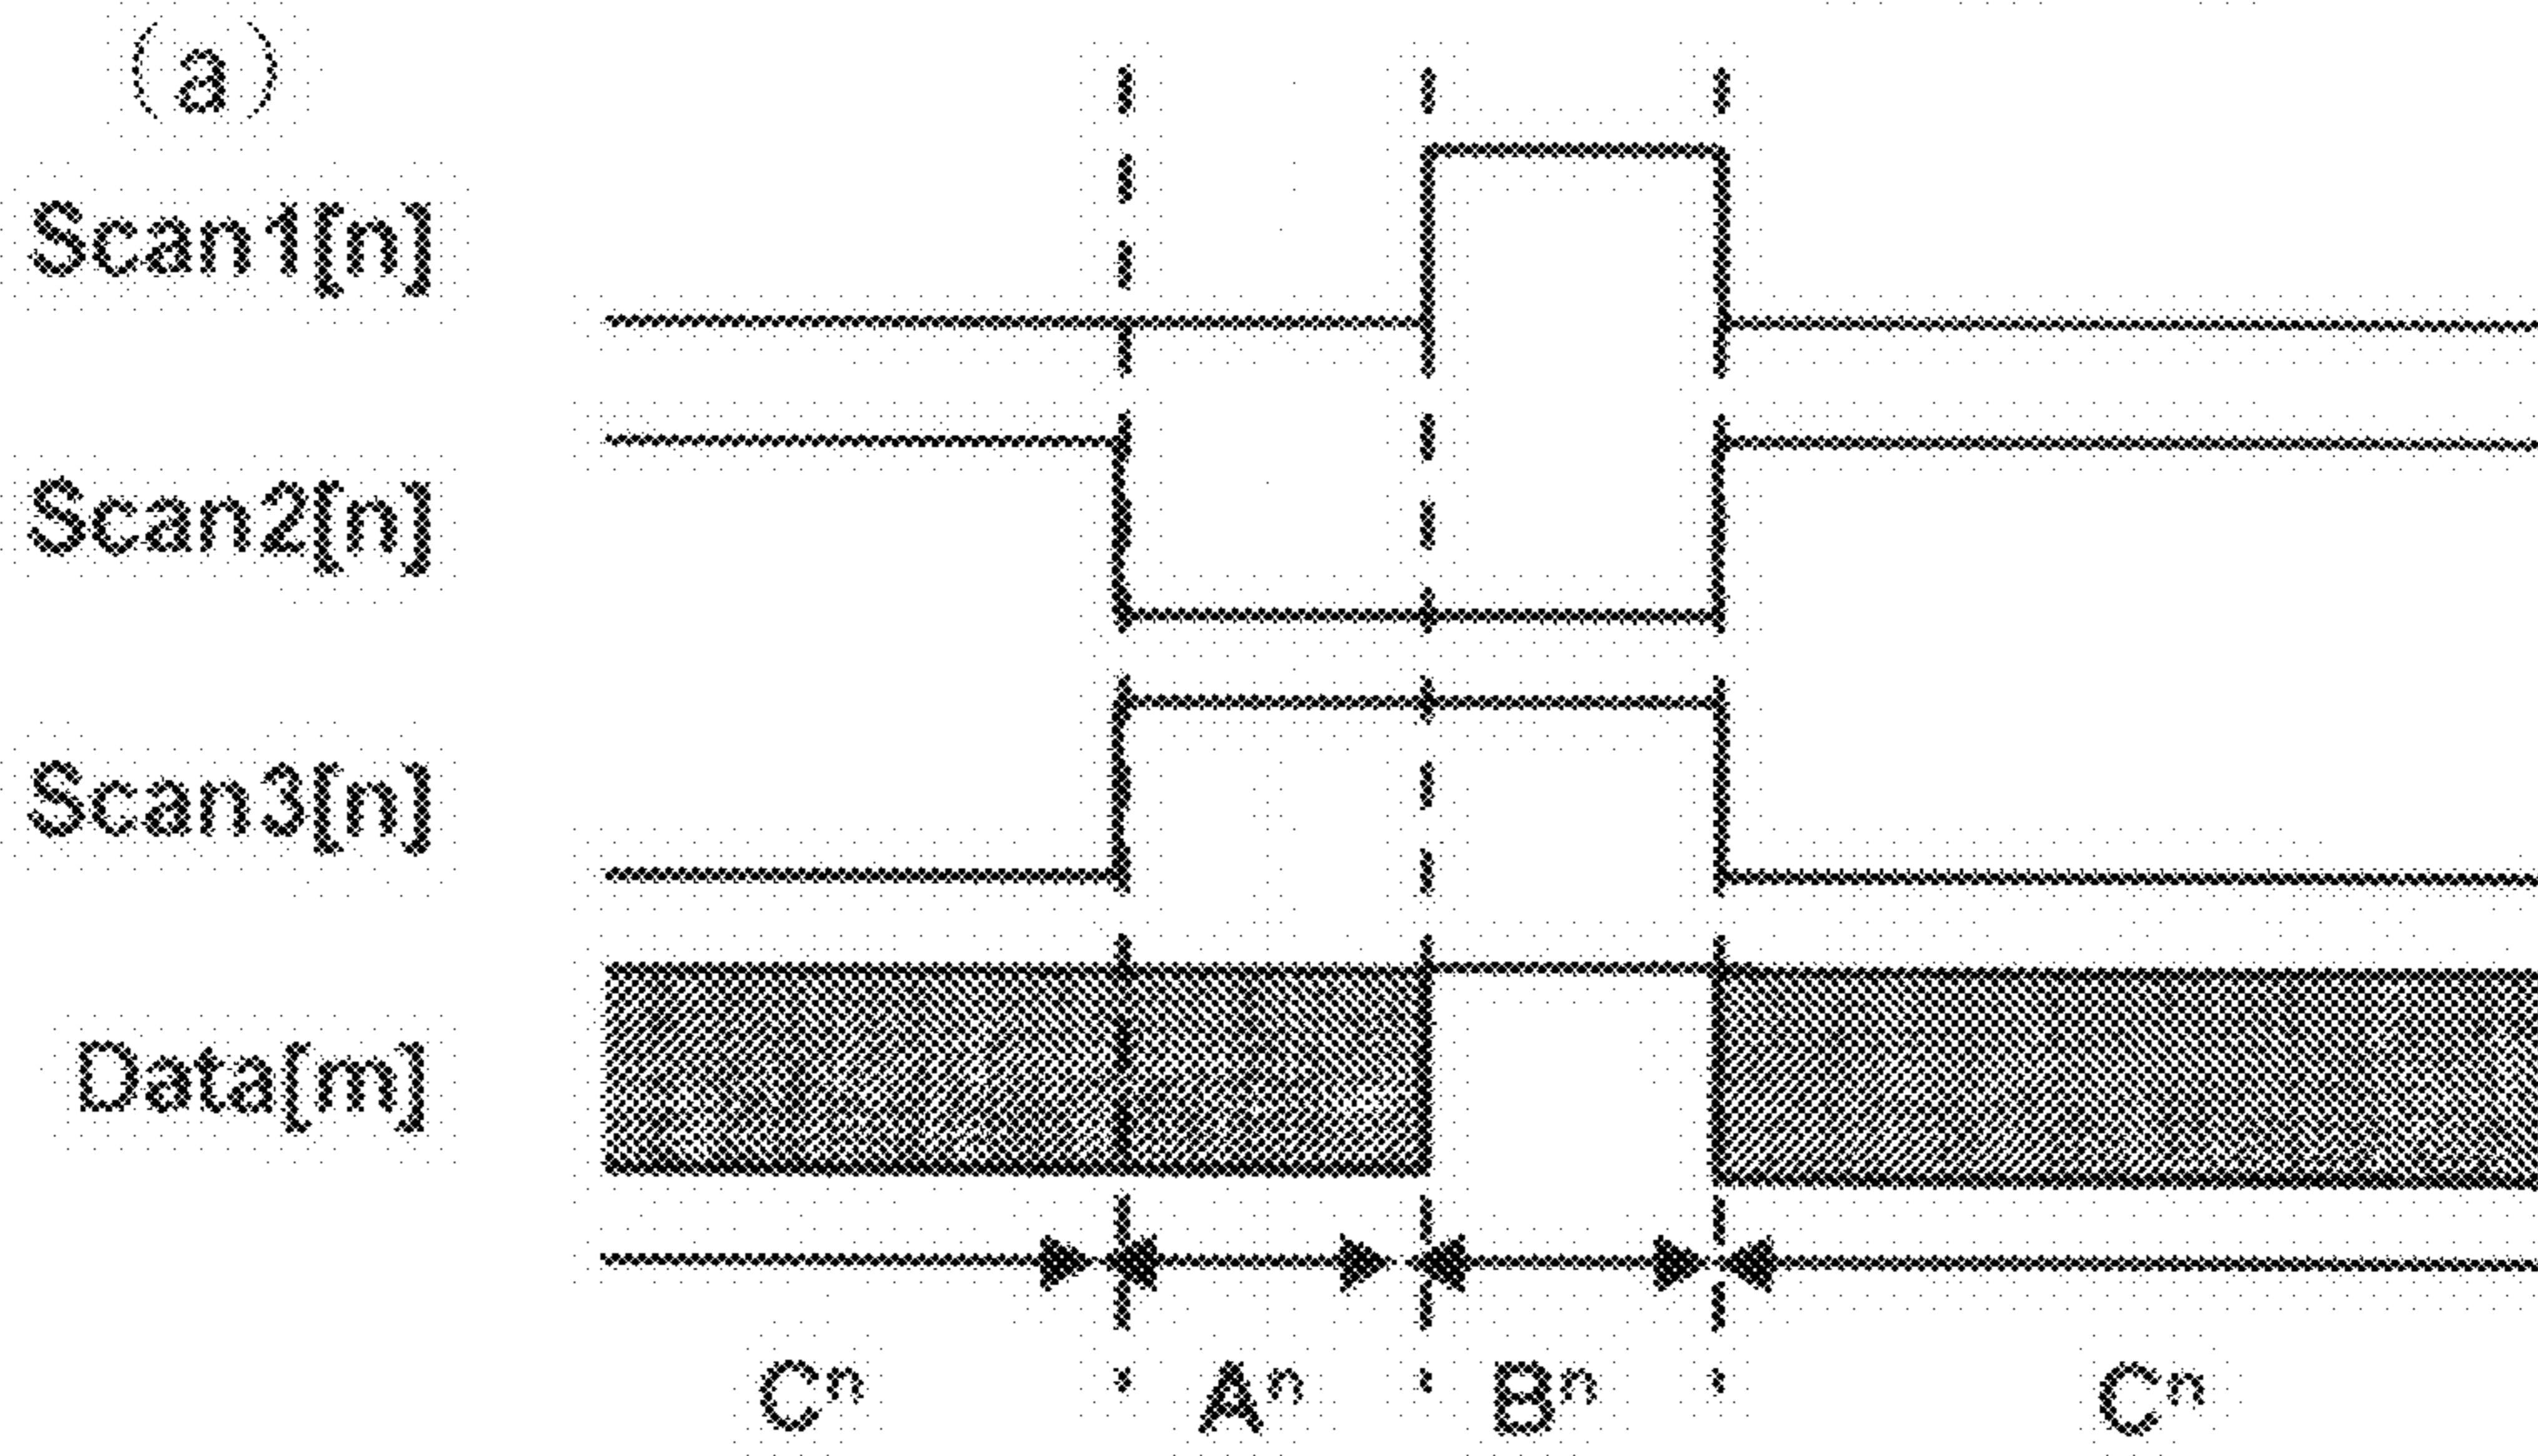 (a)
Scan1[n]
Scan2[n]
Scan3[n]
Data[m]
Cⁿ Aⁿ Bⁿ Cⁿ